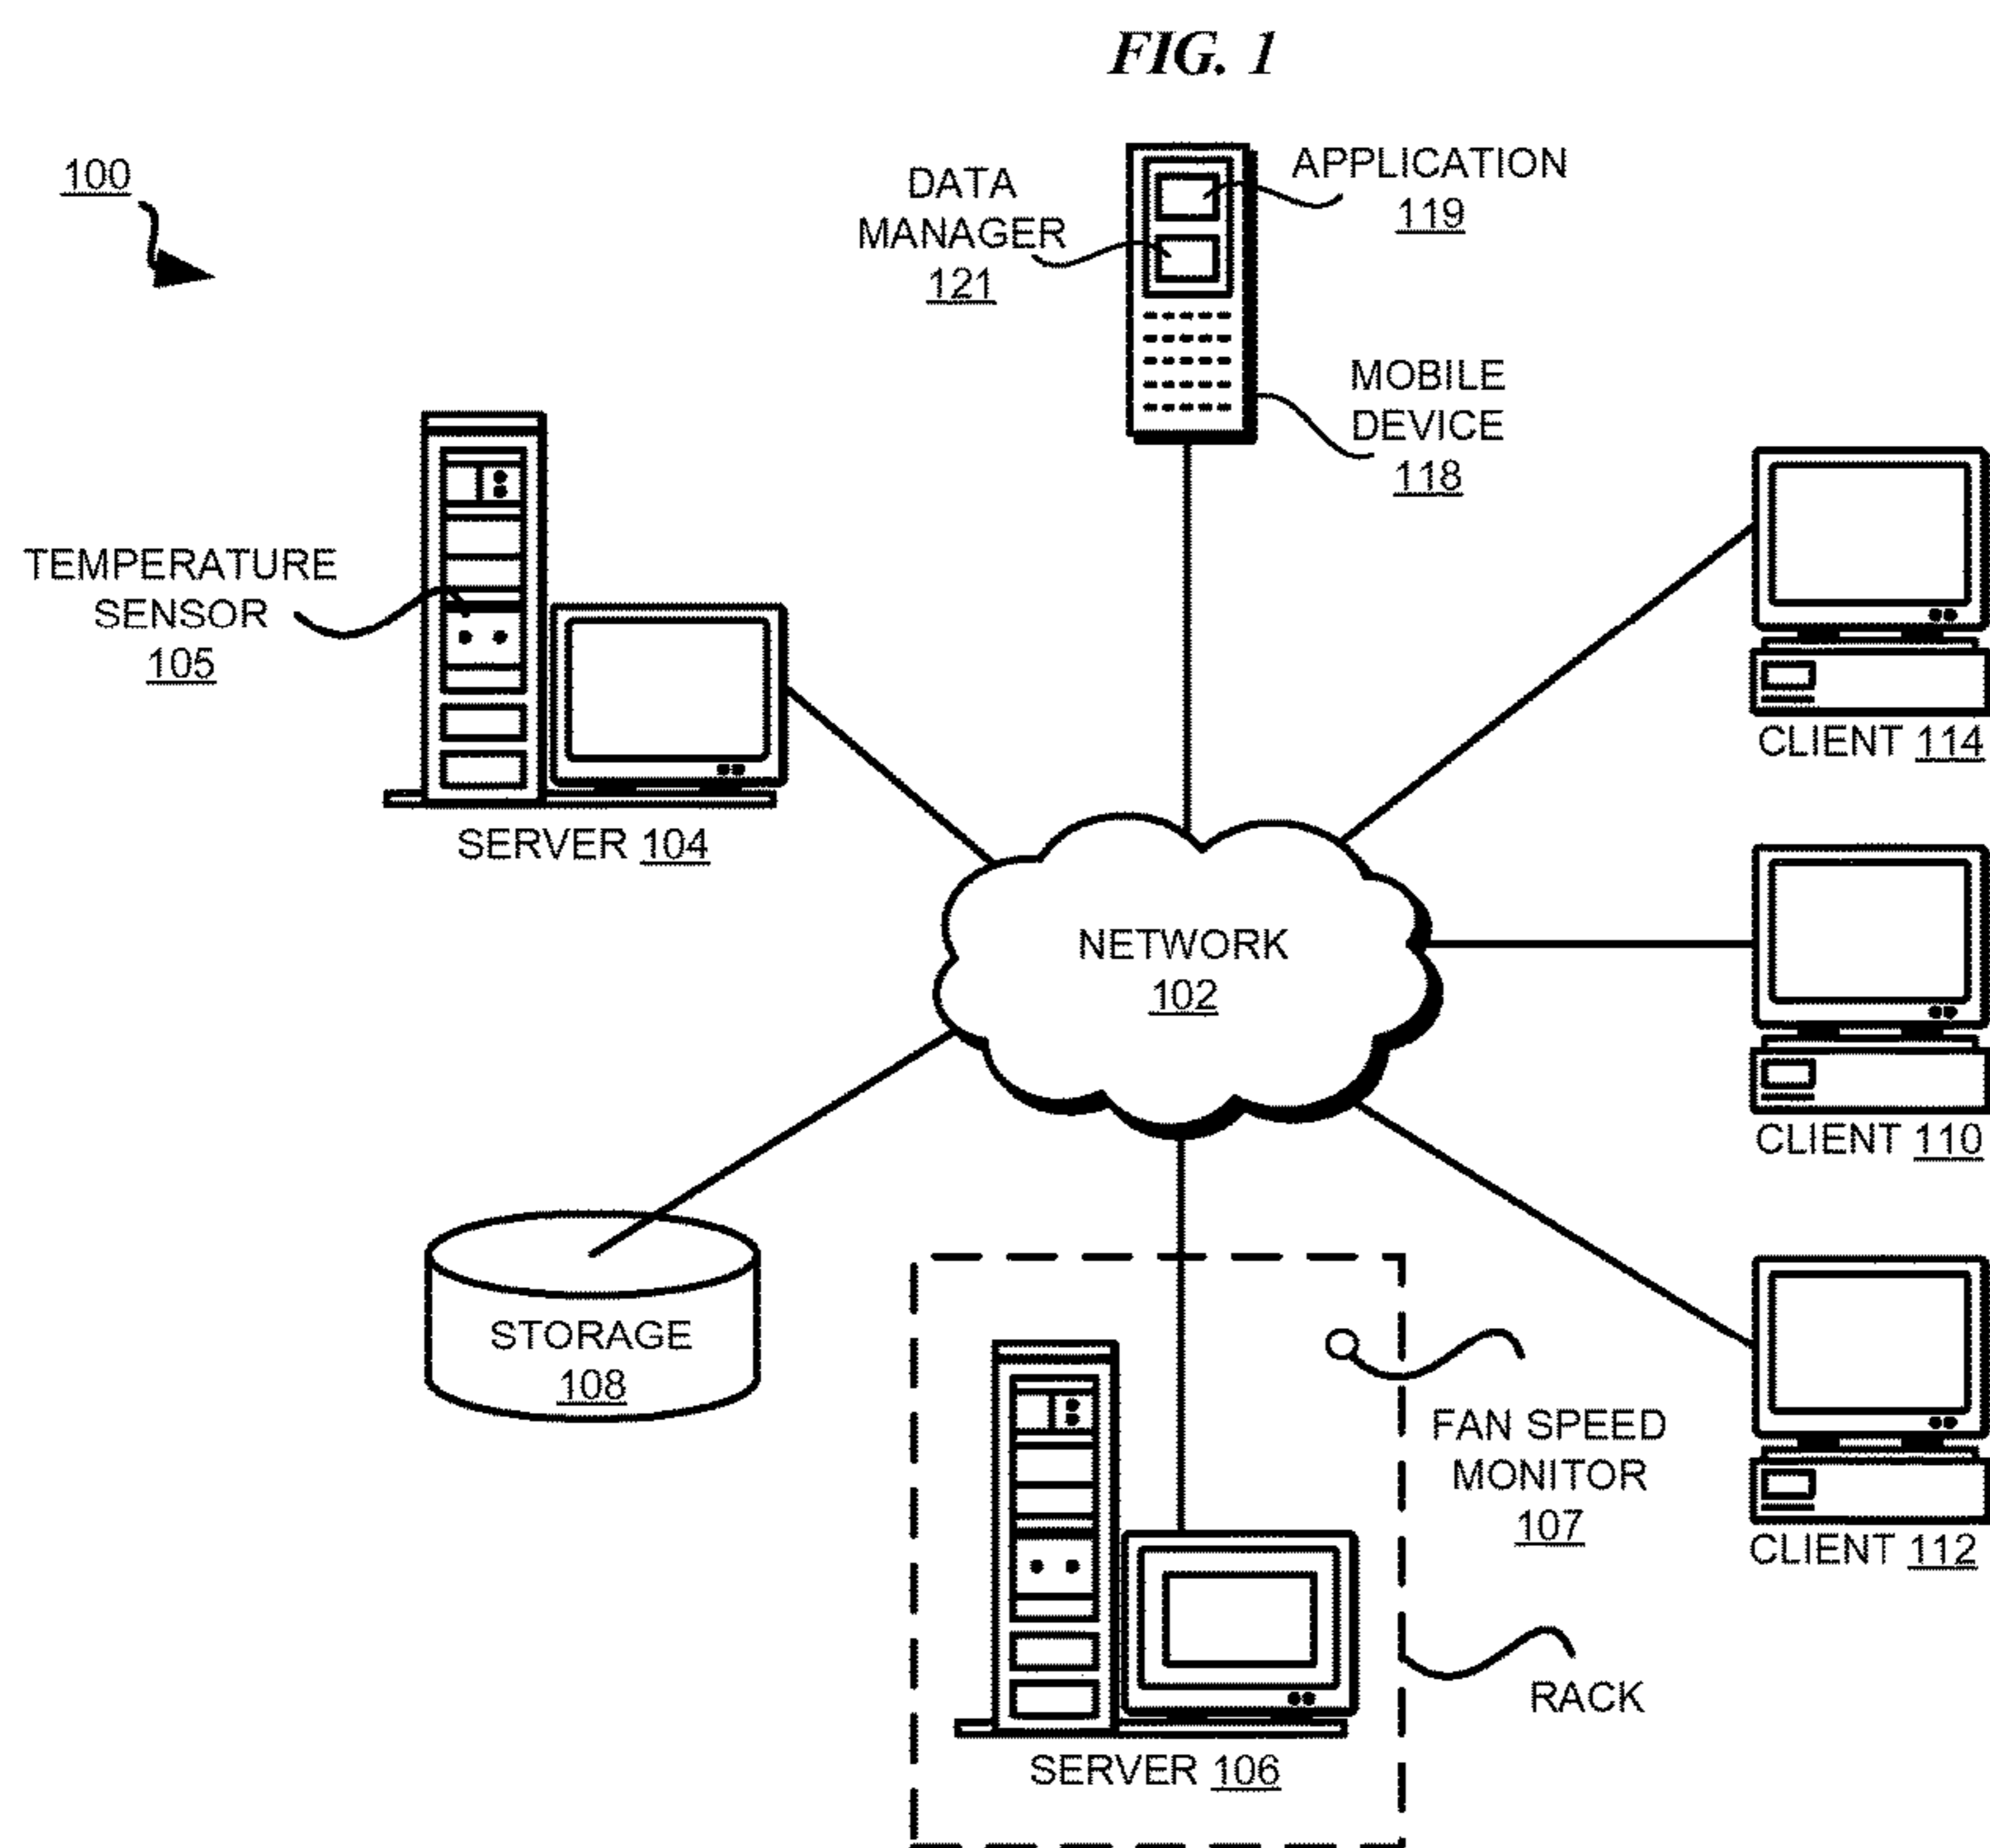 FIG. 1
100
DATA
MANAGER
121
APPLICATION
119
MOBILE
DEVICE
118
TEMPERATURE
SENSOR
105
SERVER 104
CLIENT 114
NETWORK
102
CLIENT 110
STORAGE
108
FAN SPEED
MONITOR
107
CLIENT 112
RACK
SERVER 106